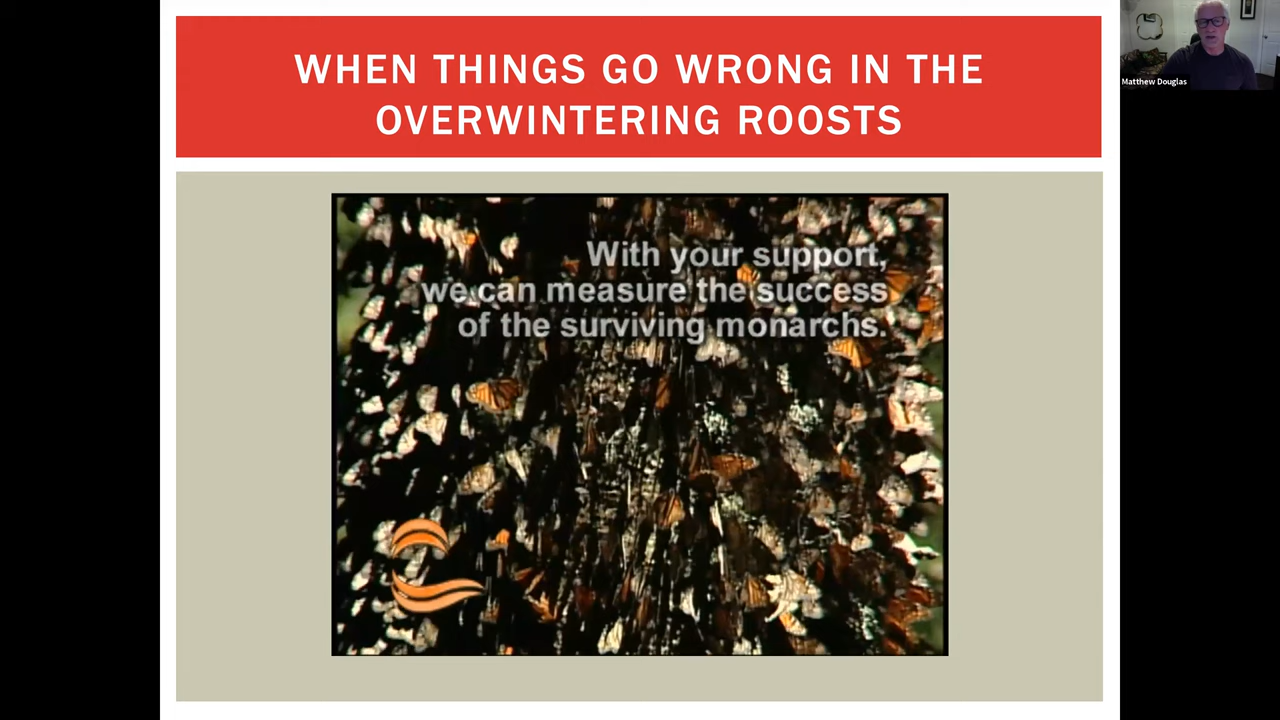 WHEN THINGS GO WRONG IN THE
OVERWINTERING ROOSTS
With your support,
we can measure the success
of the surviving monarchs.
Matthew Douglas